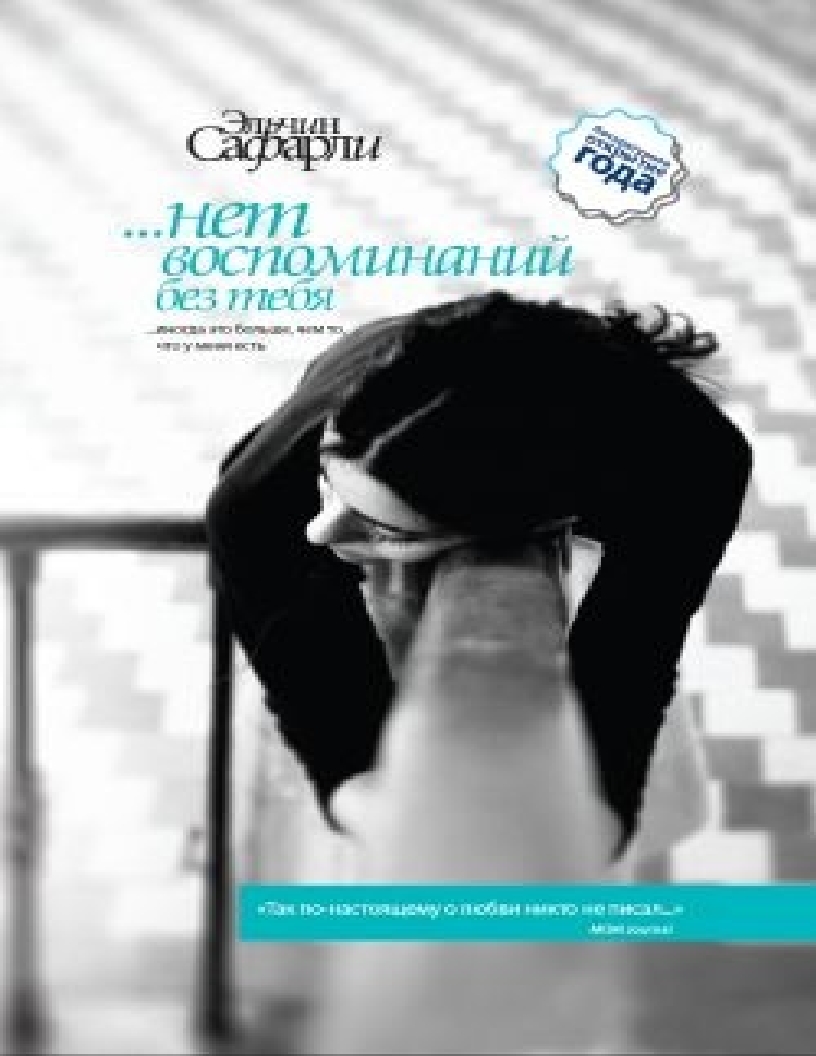 Эльчин
Сафарли
открытие
года
...нет
воспоминаний
без тебя
...иногда это больше, чем то,
что у меня есть
«Так по-настоящему о любви никто не писал...»